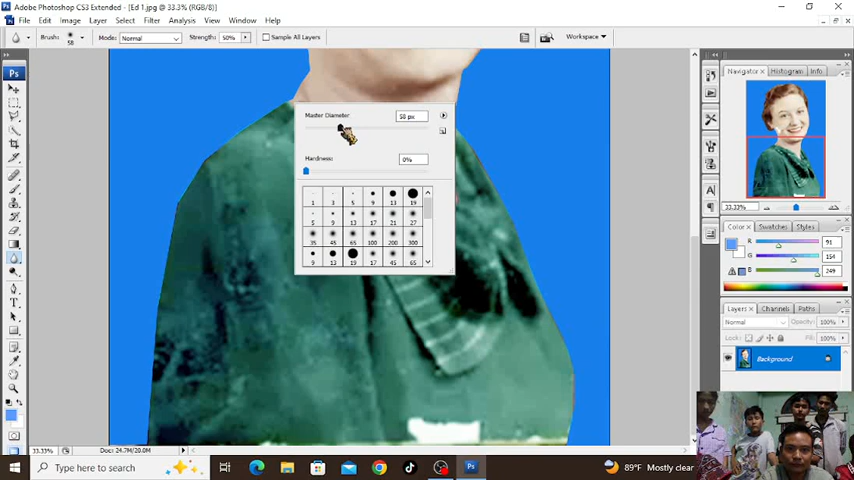 Adobe Photoshop CS3 Extended - [Ed 1.jpg @ 33.3% (RGB/8)]
File Edit Image Layer Select Filter Analysis View Window Help
Brush: 58 Mode: Normal Strength: 50% Sample All Layers Workspace
Ps
Navigator Histogram Info
Master Diameter 58 px
Hardness: 0%
1 3 5 9 13 19
5 9 13 17 21 27
35 45 65 100 200 300
9 13 19 17 45 65
33.33%
Color Swatches Styles
R 91
G 154
B 249
Layers Channels Paths
Normal Opacity: 100%
Lock: Fill: 100%
Background
33.33% Doc: 24.7M/20.0M
Type here to search
Ps
89°F Mostly clear